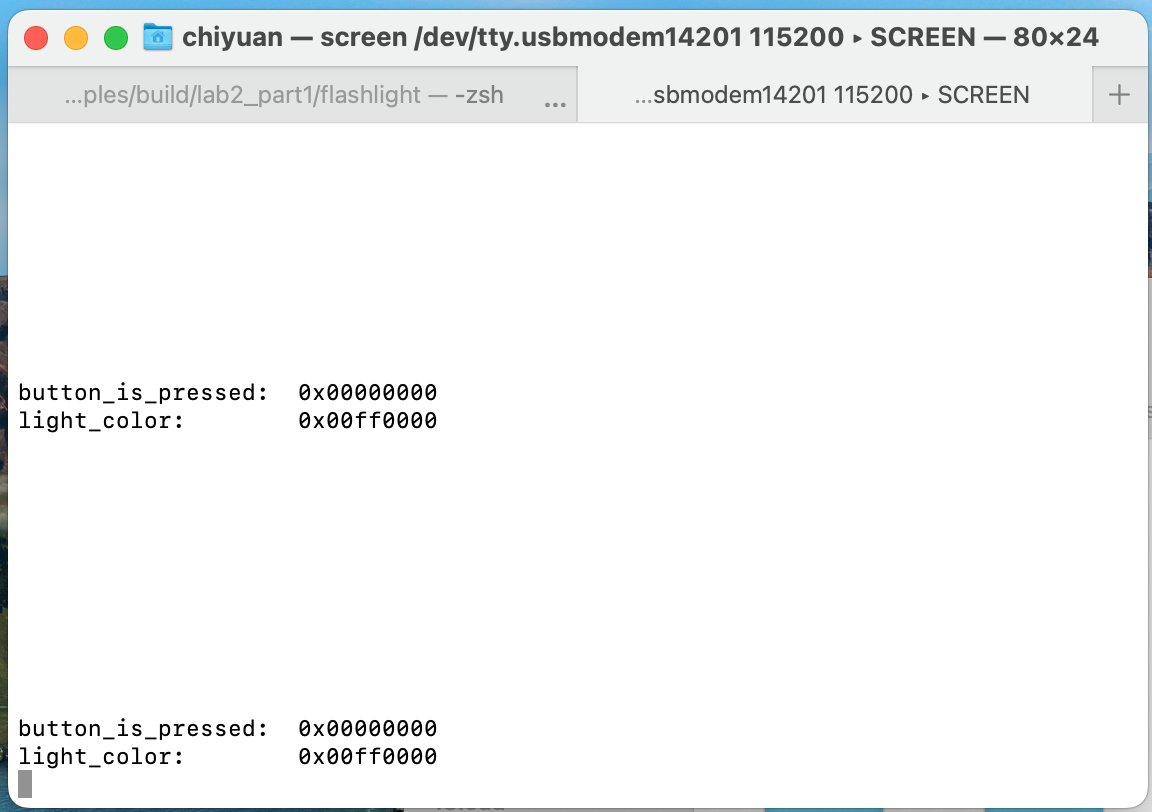 chiyuan — screen /dev/tty.usbmodem14201 115200 ▸ SCREEN — 80×24
...ples/build/lab2_part1/flashlight — -zsh ...
...sbmodem14201 115200 ▸ SCREEN +
button_is_pressed: 0x00000000
light_color: 0x00ff0000
button_is_pressed: 0x00000000
light_color: 0x00ff0000